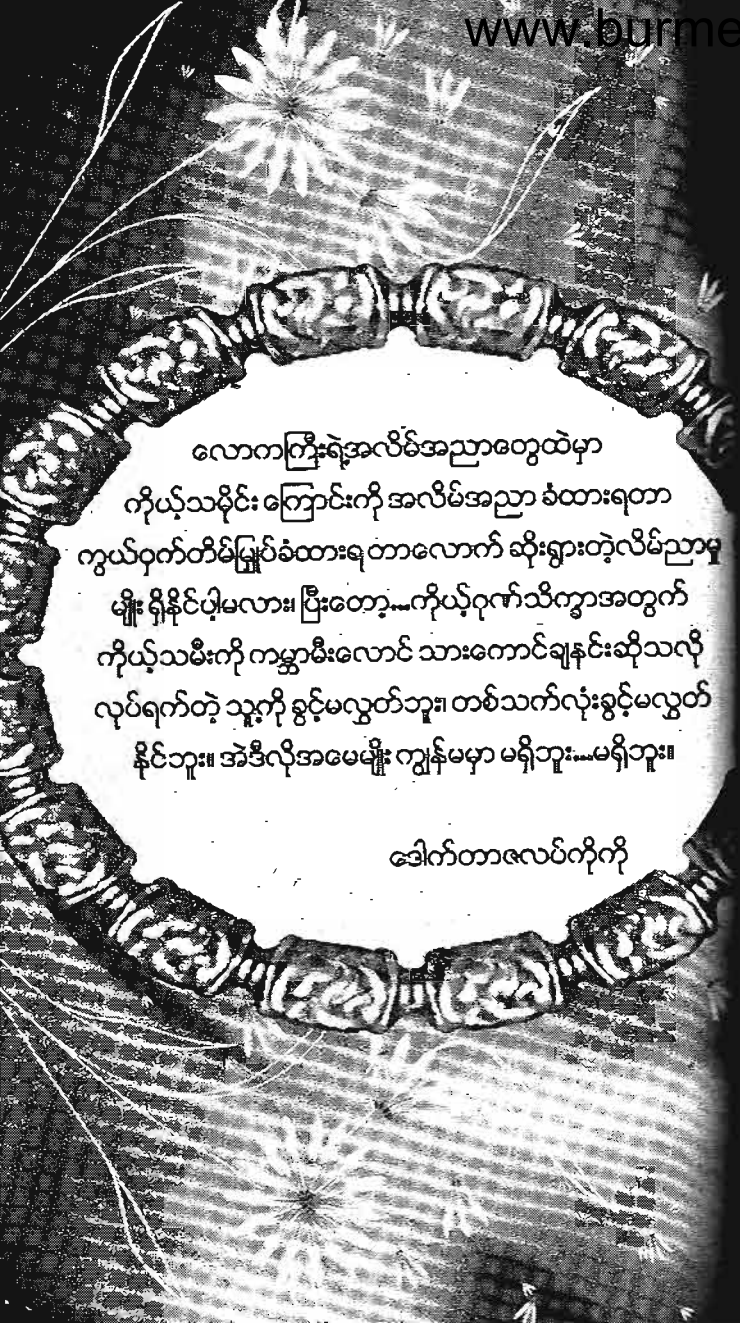 www.burme
လောကကြီးရဲ့အလိမ်အညာတွေထဲမှာ
ကိုယ့်သမိုင်းကြောင်းကို အလိမ်အညာ ခံထားရတာ
ကွယ်ဝှက်တိမ်မြှုပ်ခံထားရတာလောက် ဆိုးရွားတဲ့လိမ်ညာမှု
မျိုး ရှိနိုင်ပါ့မလား၊ ပြီးတော့....ကိုယ့်ဂုဏ်သိက္ခာအတွက်
ကိုယ့်သမီးကို ကမ္ဘာမီးလောင် သားကောင်ချနင်းဆိုသလို
လုပ်ရက်တဲ့ သူ့ကို ခွင့်မလွှတ်ဘူး၊ တစ်သက်လုံးခွင့်မလွှတ်
နိုင်ဘူး။ အဲဒီလိုအမေမျိုး ကျွန်မမှာ မရှိဘူး....မရှိဘူး။
ဒေါက်တာဇလပ်ကိုကို